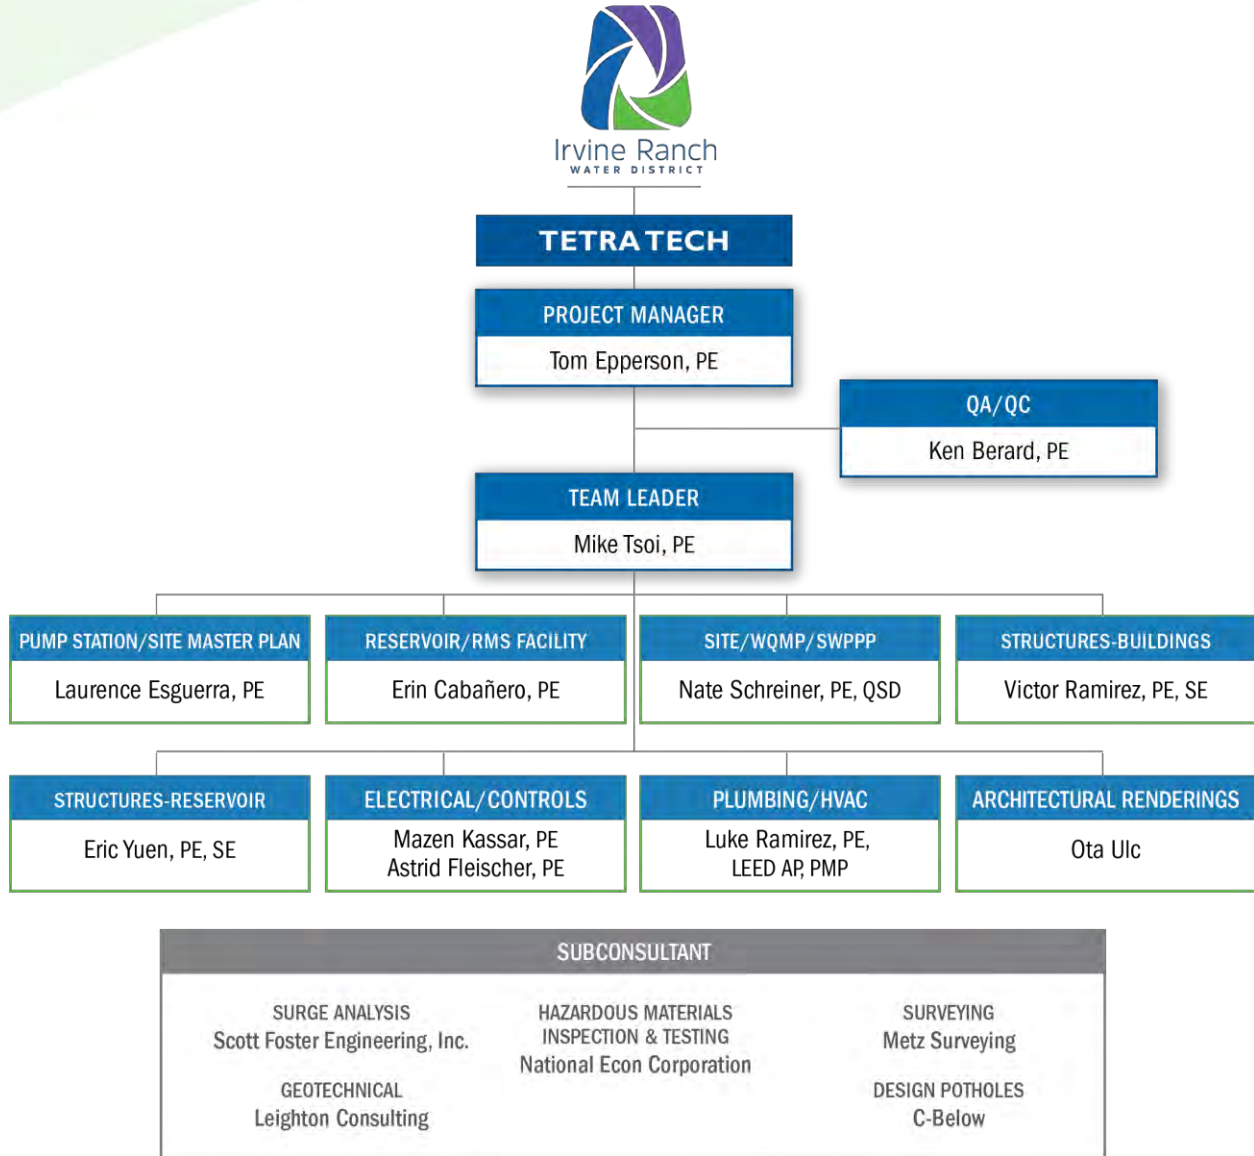 Irvine Ranch
WATER DISTRICT
TETRA TECH
PROJECT MANAGER
Tom Epperson, PE
QA/QC
Ken Berard, PE
TEAM LEADER
Mike Tsoi, PE
PUMP STATION/SITE MASTER PLAN
Laurence Esguerra, PE
RESERVOIR/RMS FACILITY
Erin Cabañero, PE
SITE/WQMP/SWPPP
Nate Schreiner, PE, QSD
STRUCTURES-BUILDINGS
Victor Ramirez, PE, SE
STRUCTURES-RESERVOIR
Eric Yuen, PE, SE
ELECTRICAL/CONTROLS
Mazen Kassar, PE
Astrid Fleischer, PE
PLUMBING/HVAC
Luke Ramirez, PE,
LEED AP, PMP
ARCHITECTURAL RENDERINGS
Ota Ulc
SUBCONSULTANT
SURGE ANALYSIS
Scott Foster Engineering, Inc.
GEOTECHNICAL
Leighton Consulting
HAZARDOUS MATERIALS
INSPECTION & TESTING
National Econ Corporation
SURVEYING
Metz Surveying
DESIGN POTHOLES
C-Below